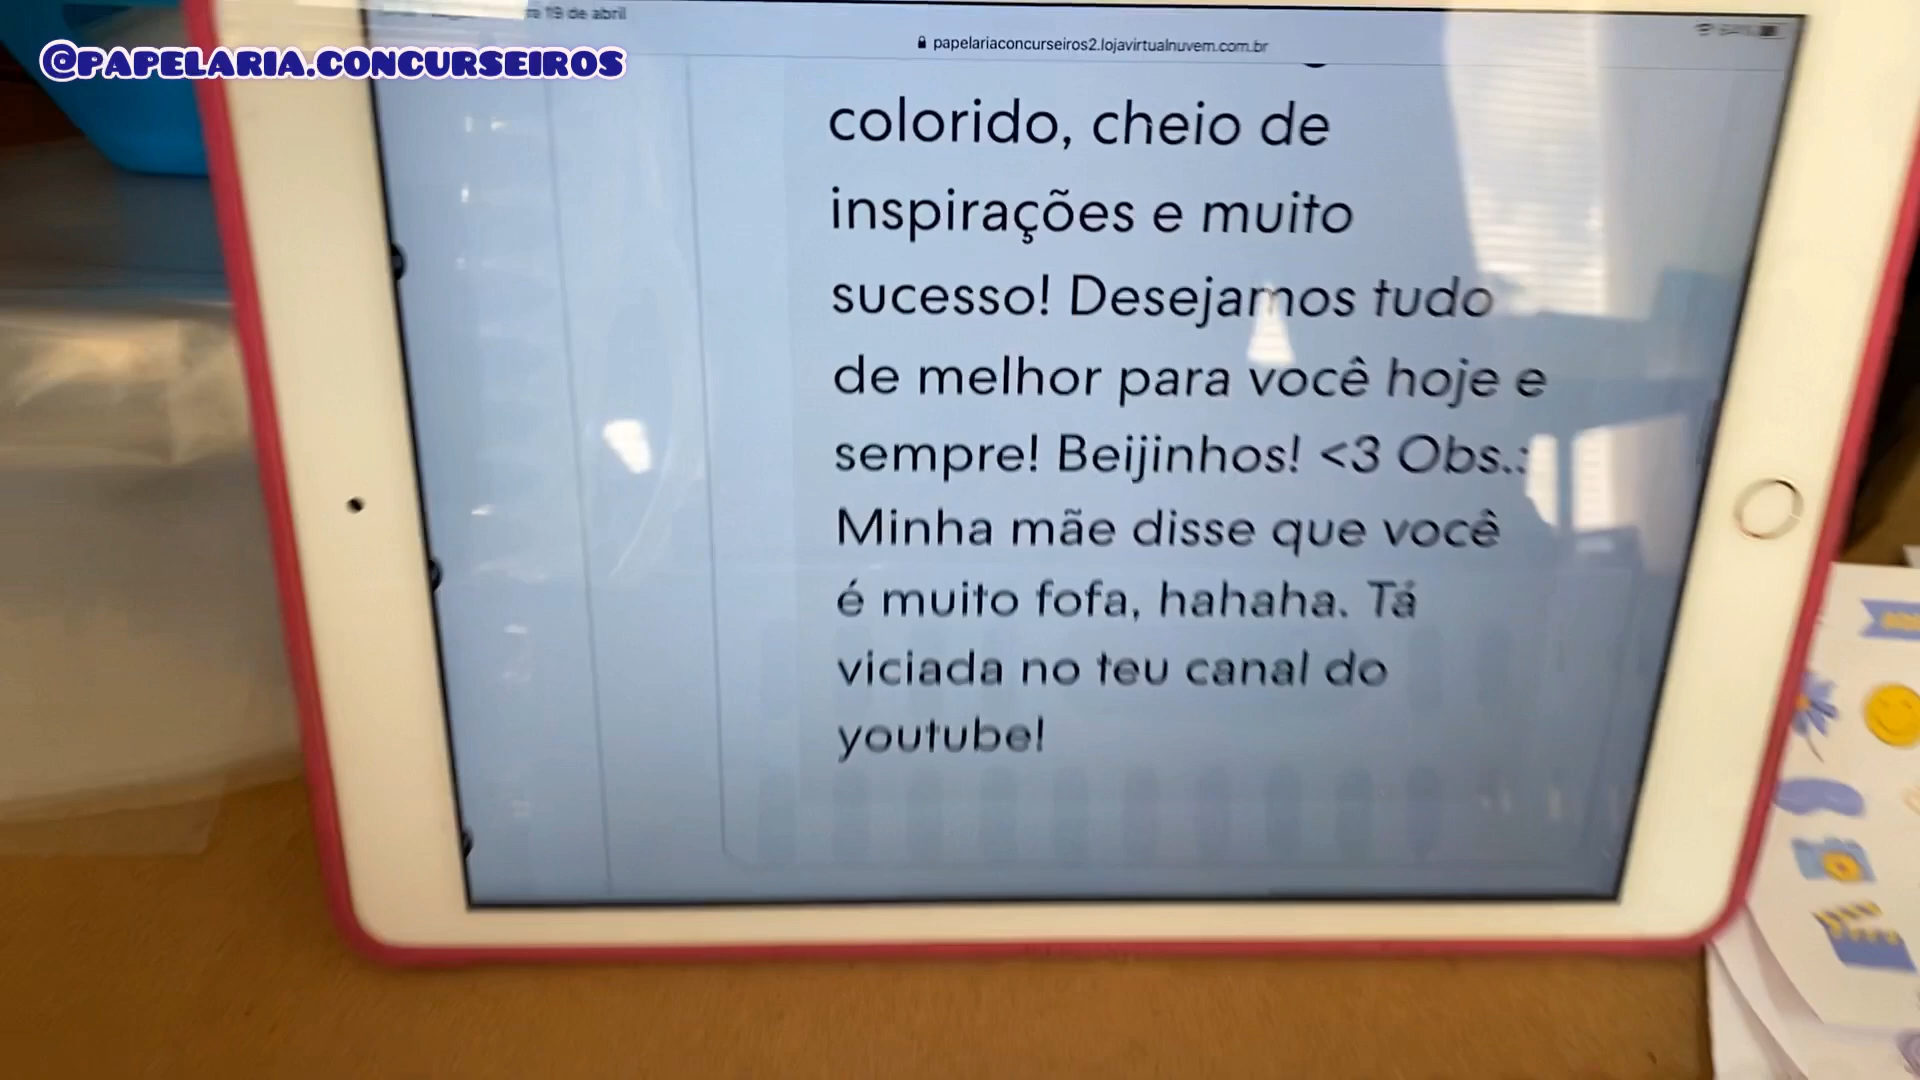 19 de abril
@PAPELARIA.CONCURSEIROS
papelariaconcurseiros2.lojavirtualnuvem.com.br
colorido, cheio de
inspirações e muito
sucesso! Desejamos tudo
de melhor para você hoje e
sempre! Beijinhos! <3 Obs.:
Minha mãe disse que você
é muito fofa, hahaha. Tá
viciada no teu canal do
youtube!